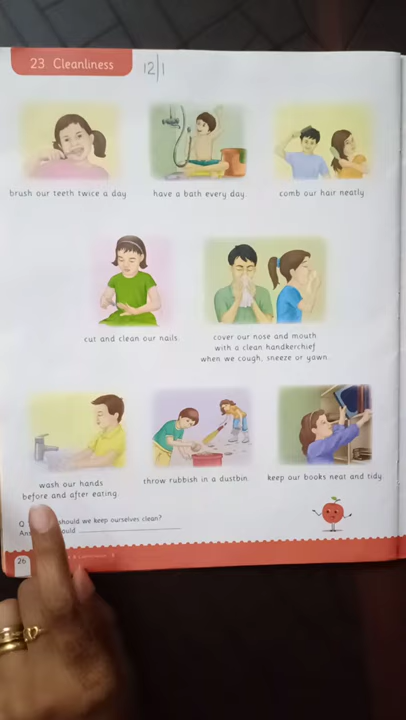 23 Cleanliness
12/1
brush our teeth twice a day.
have a bath every day.
comb our hair neatly.
cut and clean our nails.
cover our nose and mouth
with a clean handkerchief
when we cough, sneeze or yawn.
wash our hands
before and after eating.
throw rubbish in a dustbin.
keep our books neat and tidy.
Q should we keep ourselves clean?
Ans
26